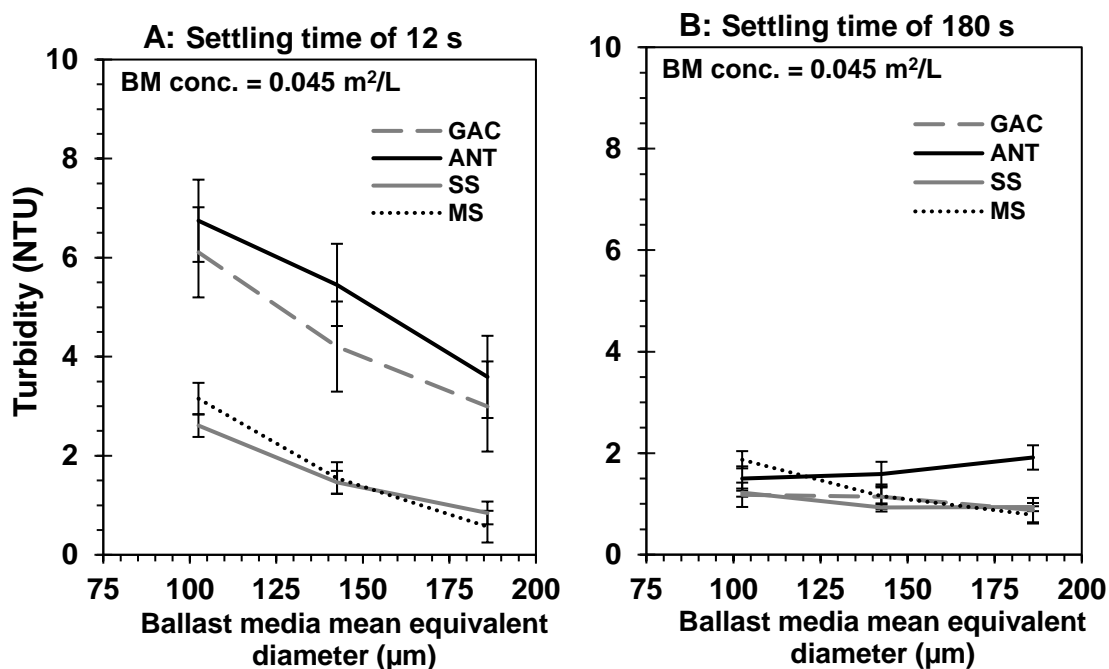 A: Settling time of 12 s
BM conc. = 0.045 m²/L
GAC
ANT
SS
MS
10
8
6
4
2
0
75 100 125 150 175 200
Turbidity (NTU)
Ballast media mean equivalent
diameter (µm)
B: Settling time of 180 s
BM conc. = 0.045 m²/L
GAC
ANT
SS
MS
10
8
6
4
2
0
75 100 125 150 175 200
Ballast media mean equivalent
diameter (µm)